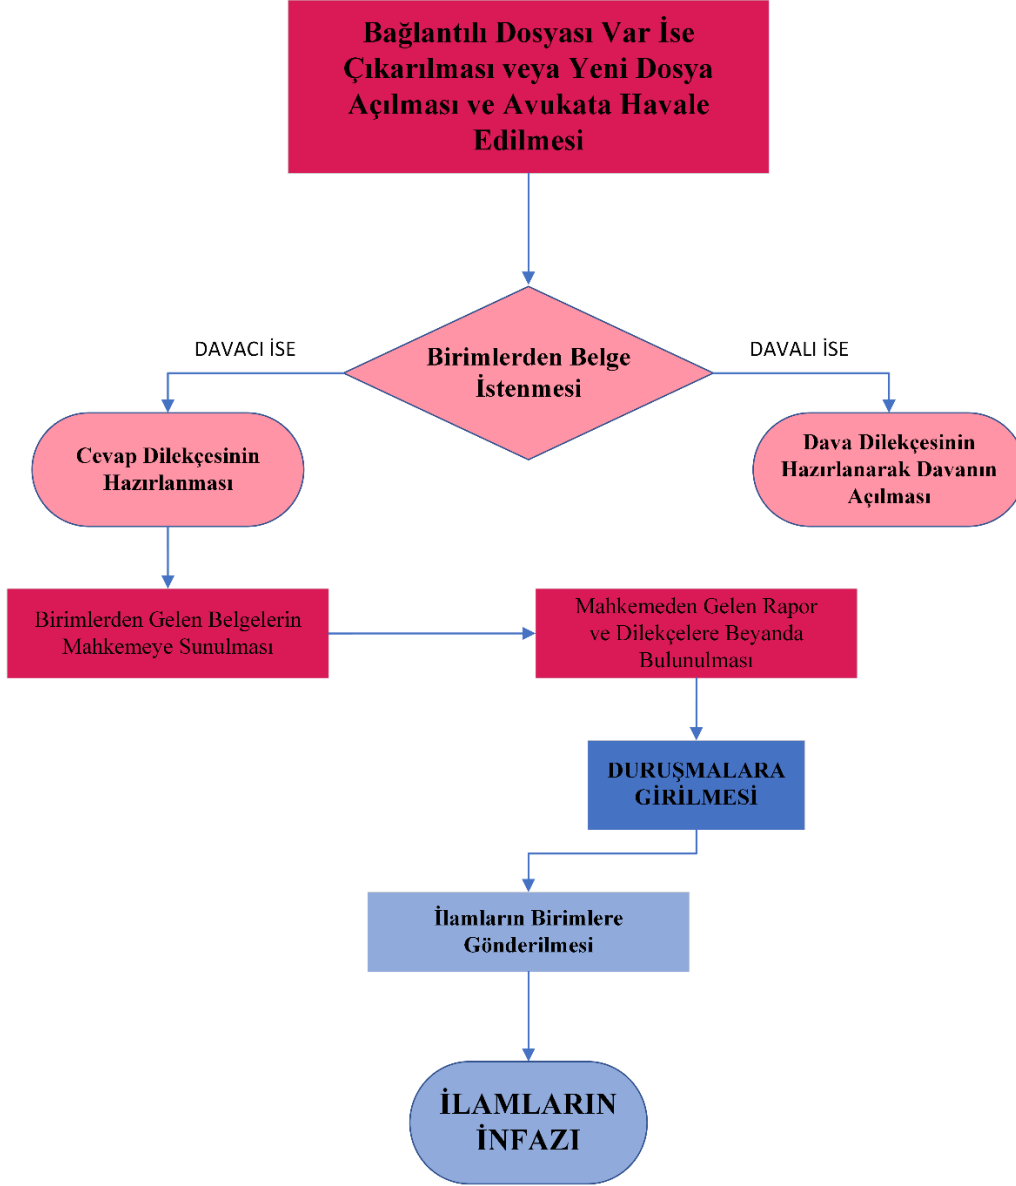 Bağlantılı Dosyası Var İse
Çıkarılması veya Yeni Dosya
Açılması ve Avukata Havale
Edilmesi
DAVACI İSE
Birimlerden Belge
İstenmesi
DAVALI İSE
Cevap Dilekçesinin
Hazırlanması
Dava Dilekçesinin
Hazırlanarak Davanın
Açılması
Birimlerden Gelen Belgelerin
Mahkemeye Sunulması
Mahkemeden Gelen Rapor
ve Dilekçelere Beyanda
Bulunulması
DURUŞMALARA
GİRİLMESİ
İlamların Birimlere
Gönderilmesi
İLAMLARIN
İNFAZI